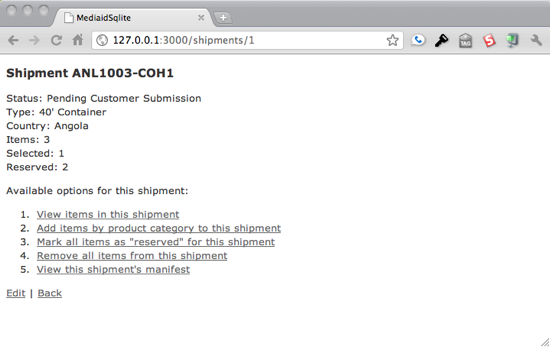 MediaidSqlite
127.0.0.1:3000/shipments/1
Shipment ANL1003-COH1
Status: Pending Customer Submission
Type: 40' Container
Country: Angola
Items: 3
Selected: 1
Reserved: 2
Available options for this shipment:
1. View items in this shipment
2. Add items by product category to this shipment
3. Mark all items as "reserved" for this shipment
4. Remove all items from this shipment
5. View this shipment's manifest
Edit | Back